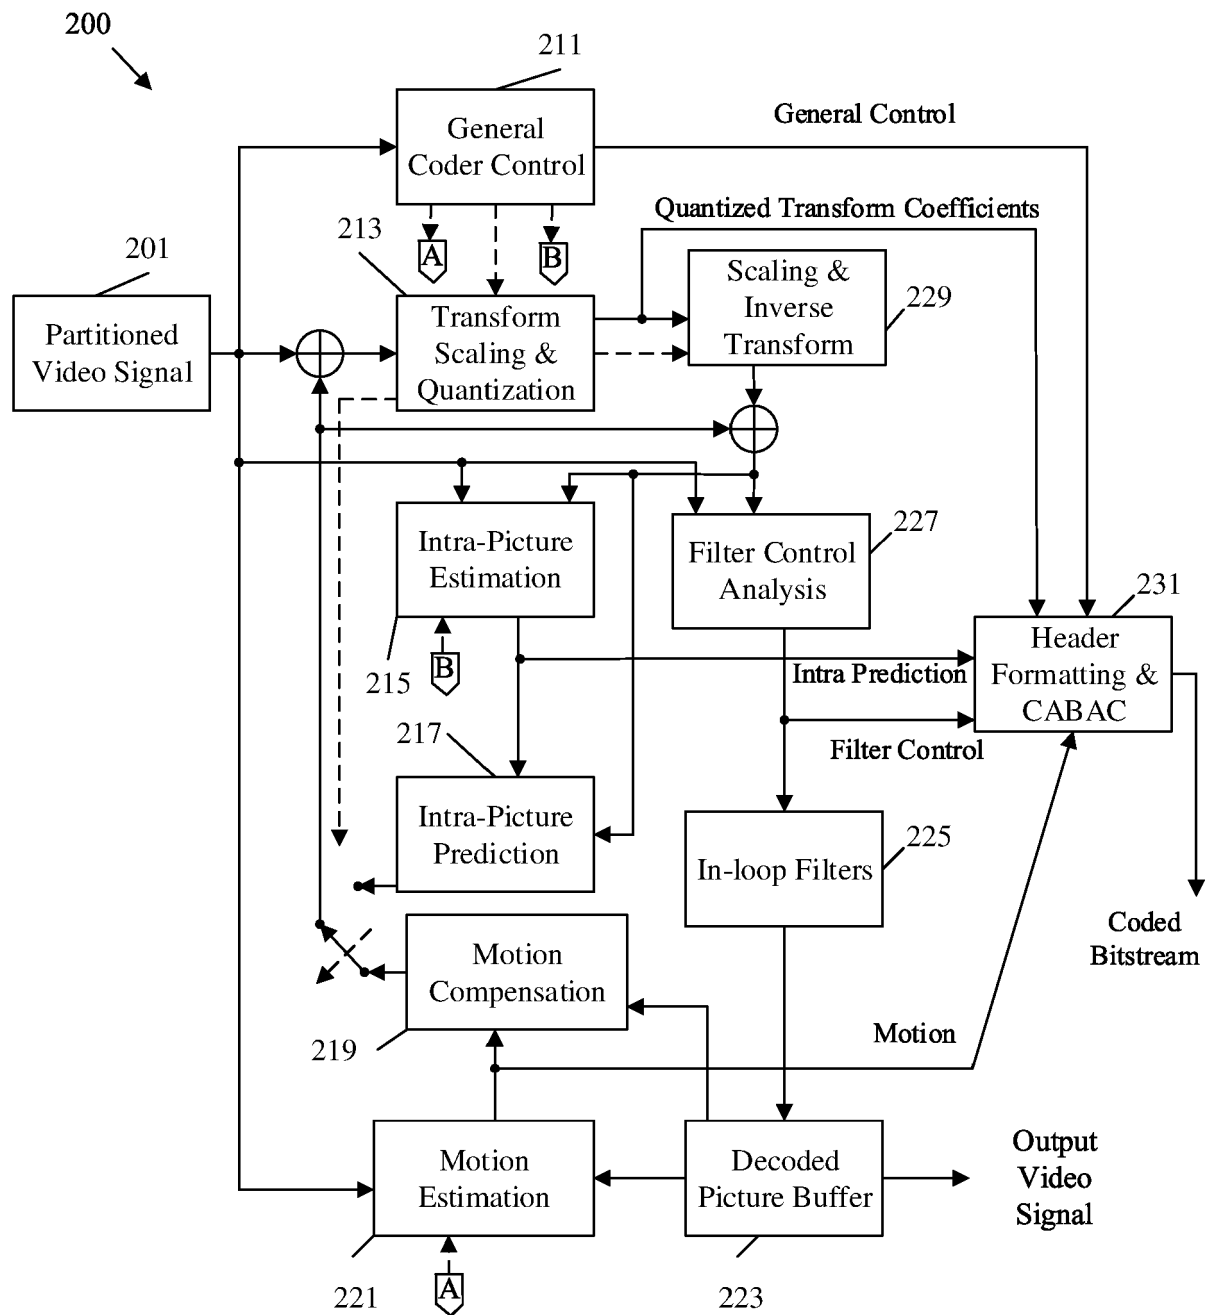 200
211
General
Coder Control
General Control
Quantized Transform Coefficients
A
B
201
213
Partitioned
Video Signal
Transform
Scaling &
Quantization
Scaling &
Inverse
Transform
229
Intra-Picture
Estimation
215
B
Filter Control
Analysis
227
231
Header
Formatting &
CABAC
Intra Prediction
Filter Control
217
Intra-Picture
Prediction
In-loop Filters
225
Coded
Bitstream
Motion
Compensation
219
Motion
Motion
Estimation
221
A
Decoded
Picture Buffer
223
Output
Video
Signal